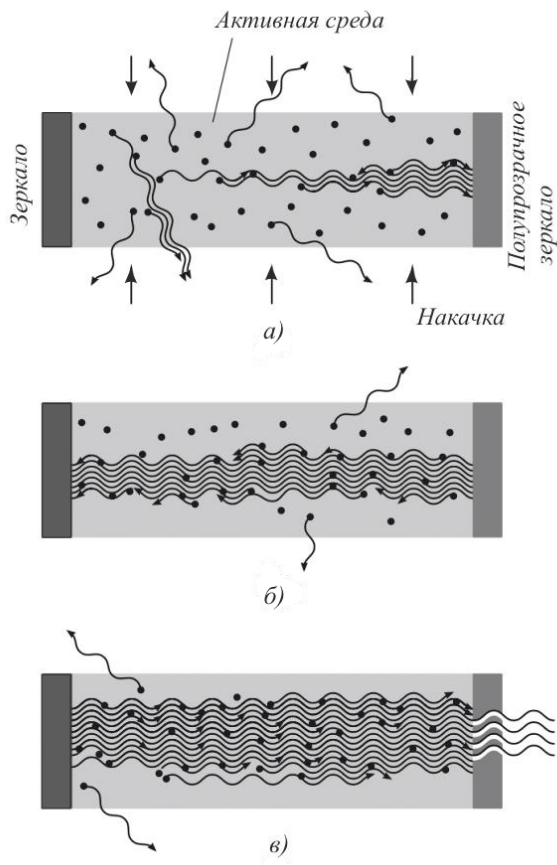 Активная среда
Зеркало
Полупрозрачное
зеркало
Накачка
а)
б)
в)